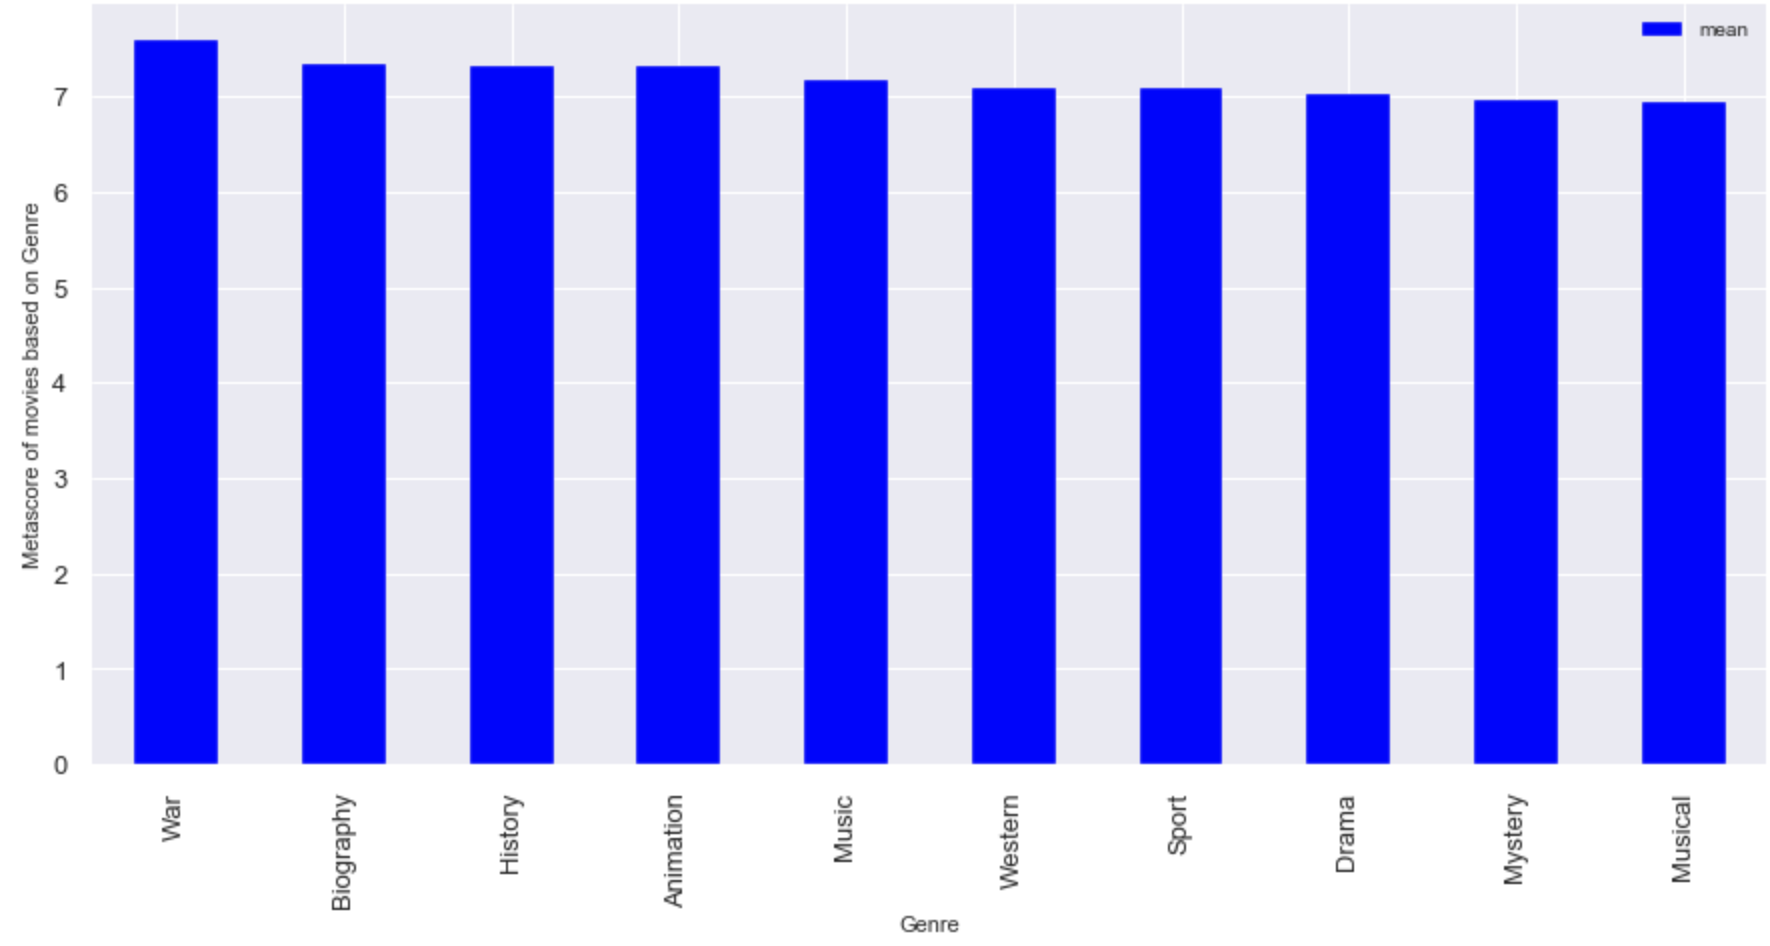 mean
7
6
5
4
3
2
1
0
Metascore of movies based on Genre
War
Biography
History
Animation
Music
Western
Sport
Drama
Mystery
Musical
Genre